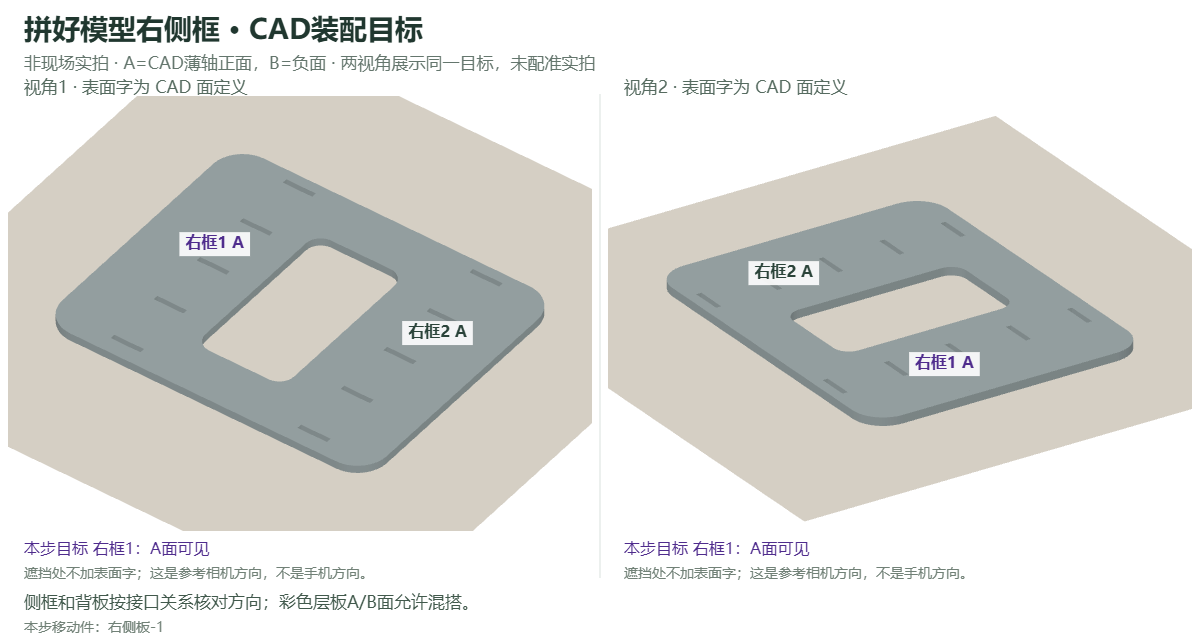 拼好模型右侧框 · CAD装配目标
非现场实拍 · A=CAD薄轴正面，B=负面 · 两视角展示同一目标，未配准实拍
视角1 · 表面字为 CAD 面定义
右框1 A
右框2 A
本步目标 右框1：A面可见
遮挡处不加表面字；这是参考相机方向，不是手机方向。
视角2 · 表面字为 CAD 面定义
右框2 A
右框1 A
本步目标 右框1：A面可见
遮挡处不加表面字；这是参考相机方向，不是手机方向。
侧框和背板按接口关系核对方向；彩色层板A/B面允许混搭。
本步移动件：右侧板-1